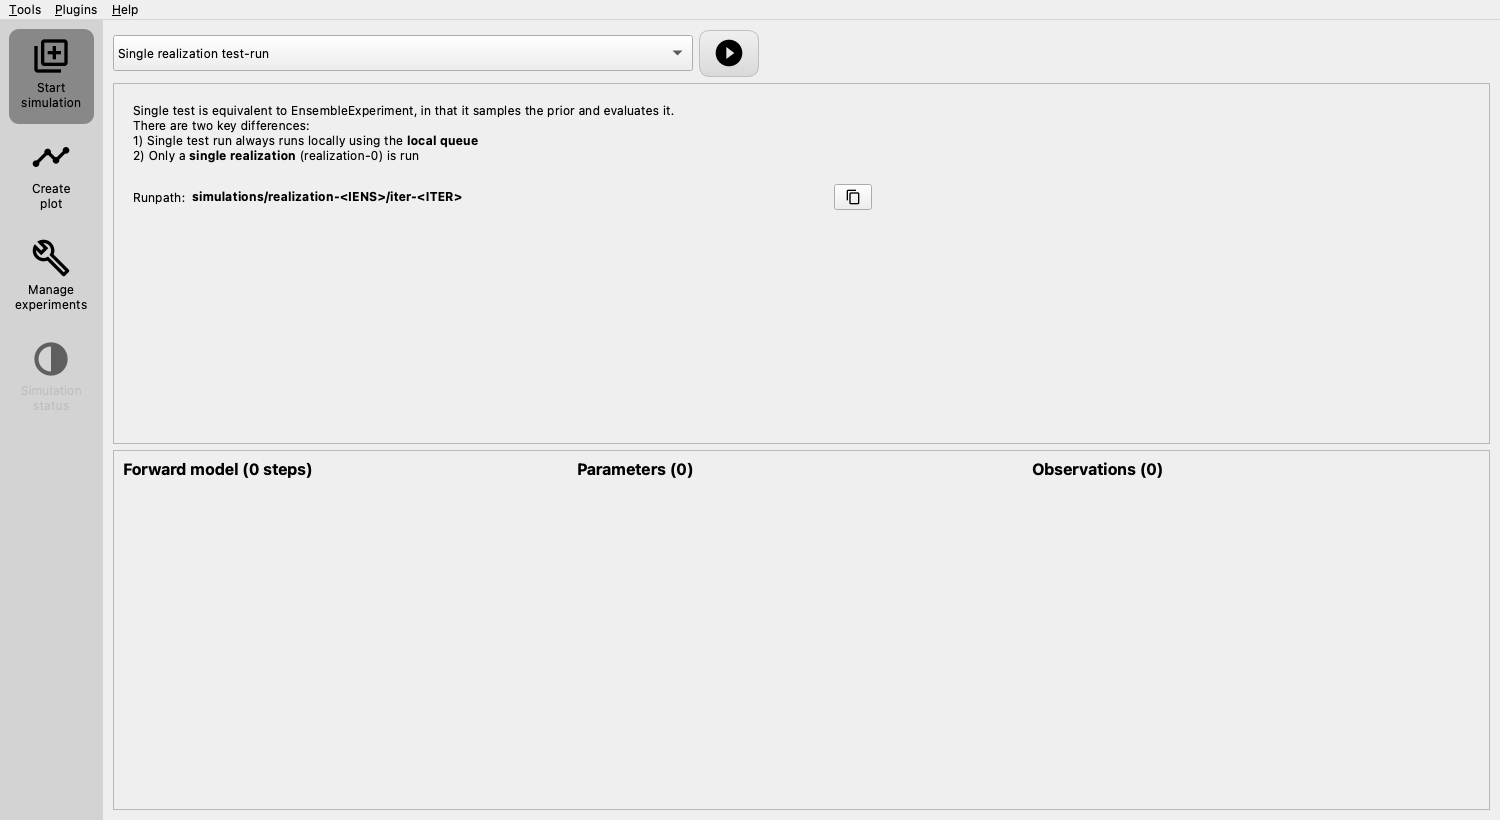 Tools Plugins Help
Start
simulation
Create
plot
Manage
experiments
Simulation
status
Single realization test-run
Single test is equivalent to EnsembleExperiment, in that it samples the prior and evaluates it.
There are two key differences:
1) Single test run always runs locally using the local queue
2) Only a single realization (realization-0) is run
Runpath: simulations/realization-<IENS>/iter-<ITER>
Forward model (0 steps) Parameters (0) Observations (0)